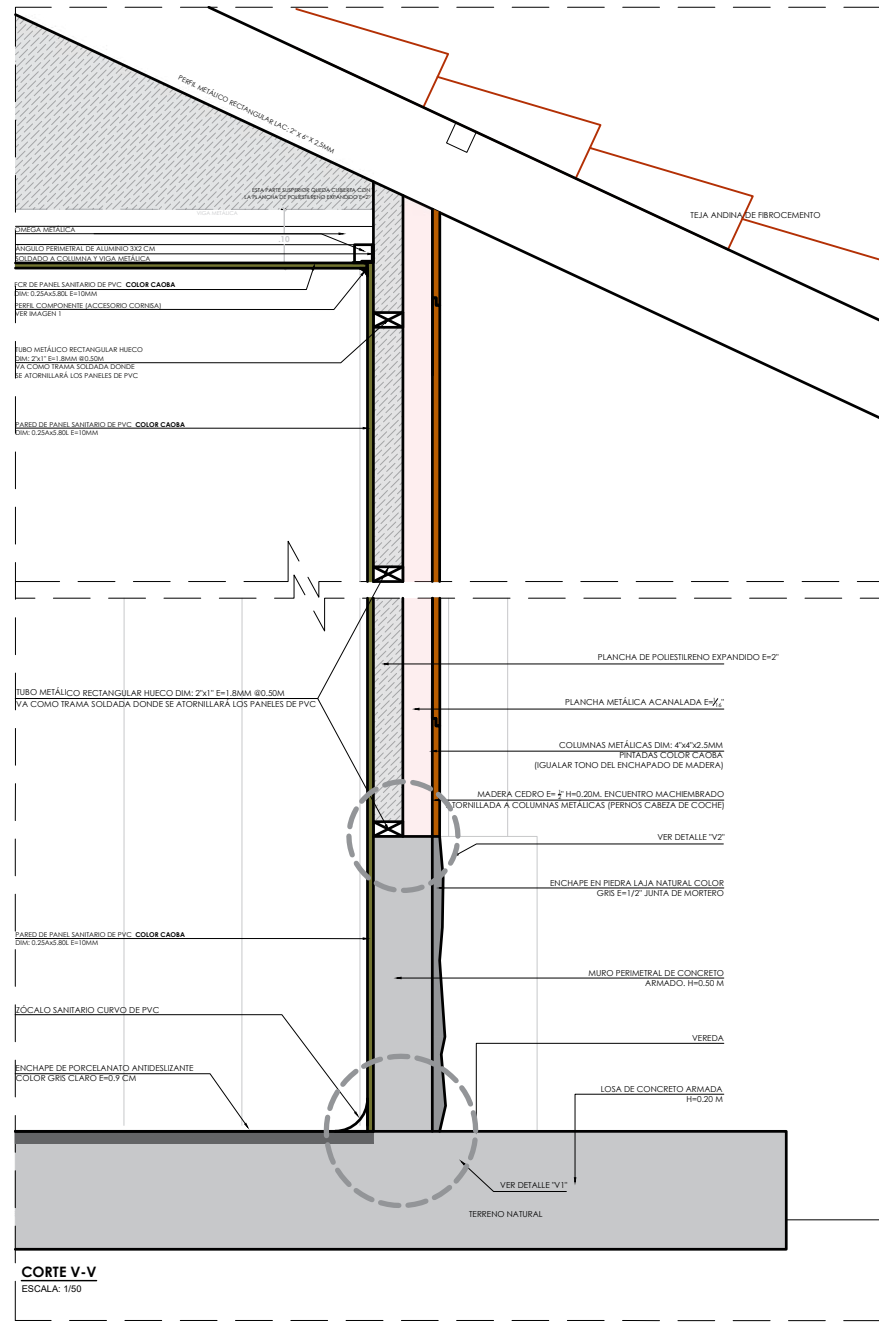 PERFIL METÁLICO RECTANGULAR LAC: 2" X 6" X 2.5MM
ESTA PARTE SUSPERIOR QUEDA CUBIERTA CON
LA PLANCHA DE POLIESTILRENO EXPANDIDO E=2"
VIGA METÁLICA
TEJA ANDINA DE FIBROCEMENTO
OMEGA METÁLICA
.10
ANGULO PERIMETRAL DE ALUMINIO 3X2 CM
SOLDADO A COLUMNA Y VIGA METÁLICA
FCR DE PANEL SANITARIO DE PVC COLOR CAOBA
DIM: 0.25Ax5.80L E=10MM
PERFIL COMPONENTE (ACCESORIO CORNISA)
VER IMAGEN 1
TUBO METÁLICO RECTANGULAR HUECO
DIM: 2"x1" E=1.8MM @0.50M
VA COMO TRAMA SOLDADA DONDE
SE ATORNILLARÁ LOS PANELES DE PVC
PARED DE PANEL SANITARIO DE PVC COLOR CAOBA
DIM: 0.25Ax5.80L E=10MM
PLANCHA DE POLIESTILRENO EXPANDIDO E=2"
TUBO METÁLICO RECTANGULAR HUECO DIM: 2"x1" E=1.8MM @0.50M
VA COMO TRAMA SOLDADA DONDE SE ATORNILLARÁ LOS PANELES DE PVC
PLANCHA METÁLICA ACANALADA
COLUMNAS METÁLICAS DIM: 4"x4"x2.5MM
PINTADAS COLOR CAOBA
(IGUALAR TONO DEL ENCHAPADO DE MADERA)
MADERA CEDRO E= H=0.20M. ENCUENTRO MACHIEMBRADO
TORNILLADA A COLUMNAS METÁLICAS (PERNOS CABEZA DE COCHE)
VER DETALLE "V2"
ENCHAPE EN PIEDRA LAJA NATURAL COLOR
GRIS E=1/2" JUNTA DE MORTERO
PARED DE PANEL SANITARIO DE PVC COLOR CAOBA
DIM: 0.25Ax5.80L E=10MM
MURO PERIMETRAL DE CONCRETO
ARMADO. H=0.50 M
ZÓCALO SANITARIO CURVO DE PVC
VEREDA
ENCHAPE DE PORCELANATO ANTIDESLIZANTE
COLOR GRIS CLARO E=0.9 CM
LOSA DE CONCRETO ARMADA
H=0.20 M
VER DETALLE "V1"
TERRENO NATURAL
CORTE V-V
ESCALA: 1/50